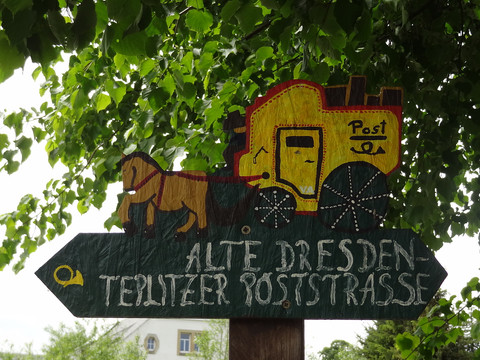 Post
ALTE DRESDEN-
TEPLITZER POSTSTRASSE